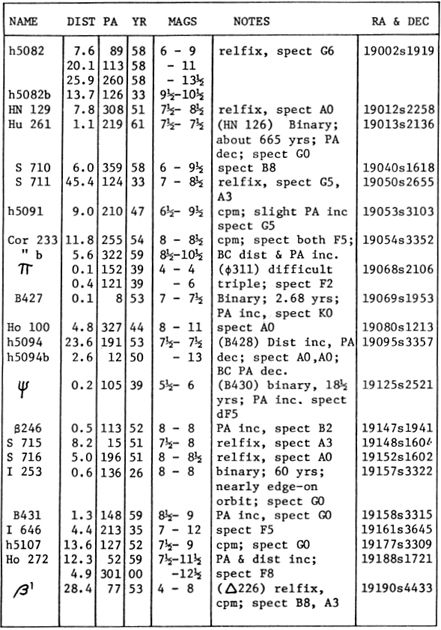 NAME DIST PA YR MAGS NOTES RA & DEC
h5082 7.6 89 58 6 - 9 relfix, spect G6 19002s1919
20.1 113 58 - 11
25.9 260 58 - 13½
h5082b 13.7 126 33 9½-10½
HN 129 7.8 308 51 7½- 8½ relfix, spect A0 19012s2258
Hu 261 1.1 219 61 7½- 7½ (HN 126) Binary; 19013s2136
about 665 yrs; PA
dec; spect G0
S 710 6.0 359 58 6 - 9½ spect B8 19040s1618
S 711 45.4 124 33 7 - 8½ relfix, spect G5, 19050s2655
A3
h5091 9.0 210 47 6½- 9½ cpm; slight PA inc 19053s3103
spect G5
Cor 233 11.8 255 54 8 - 8½ cpm; spect both F5; 19054s3352
" b 5.6 322 59 8½-10½ BC dist & PA inc.
π 0.1 152 39 4 - 4 (ϕ311) difficult 19068s2106
0.4 121 39 - 6 triple; spect F2
B427 0.1 8 53 7 - 7½ Binary; 2.68 yrs; 19069s1953
PA inc, spect K0
Ho 100 4.8 327 44 8 - 11 spect A0 19080s1213
h5094 23.6 191 53 7½- 7½ (B428) Dist inc, PA 19095s3357
h5094b 2.6 12 50 - 13 dec; spect A0,A0;
BC PA dec.
ψ 0.2 105 39 5½- 6 (B430) binary, 18½ 19125s2521
yrs; PA inc. spect
dF5
β246 0.5 113 52 8 - 8 PA inc, spect B2 19147s1941
S 715 8.2 15 51 7½- 8 relfix, spect A3 19148s1604
S 716 5.0 196 51 8 - 8½ relfix, spect A0 19152s1602
I 253 0.6 136 26 8 - 8 binary; 60 yrs; 19157s3322
nearly edge-on
orbit; spect G0
B431 1.3 148 59 8½- 9 PA inc, spect G0 19158s3315
I 646 4.4 213 35 7 - 12 spect F5 19161s3645
h5107 13.6 127 52 7½- 9 cpm; spect G0 19177s3309
Ho 272 12.3 52 59 7½-11½ PA & dist inc; 19188s1721
4.9 301 00 -12½ spect F8
β¹ 28.4 77 53 4 - 8 (Δ226) relfix, 19190s4433
cpm; spect B8, A3